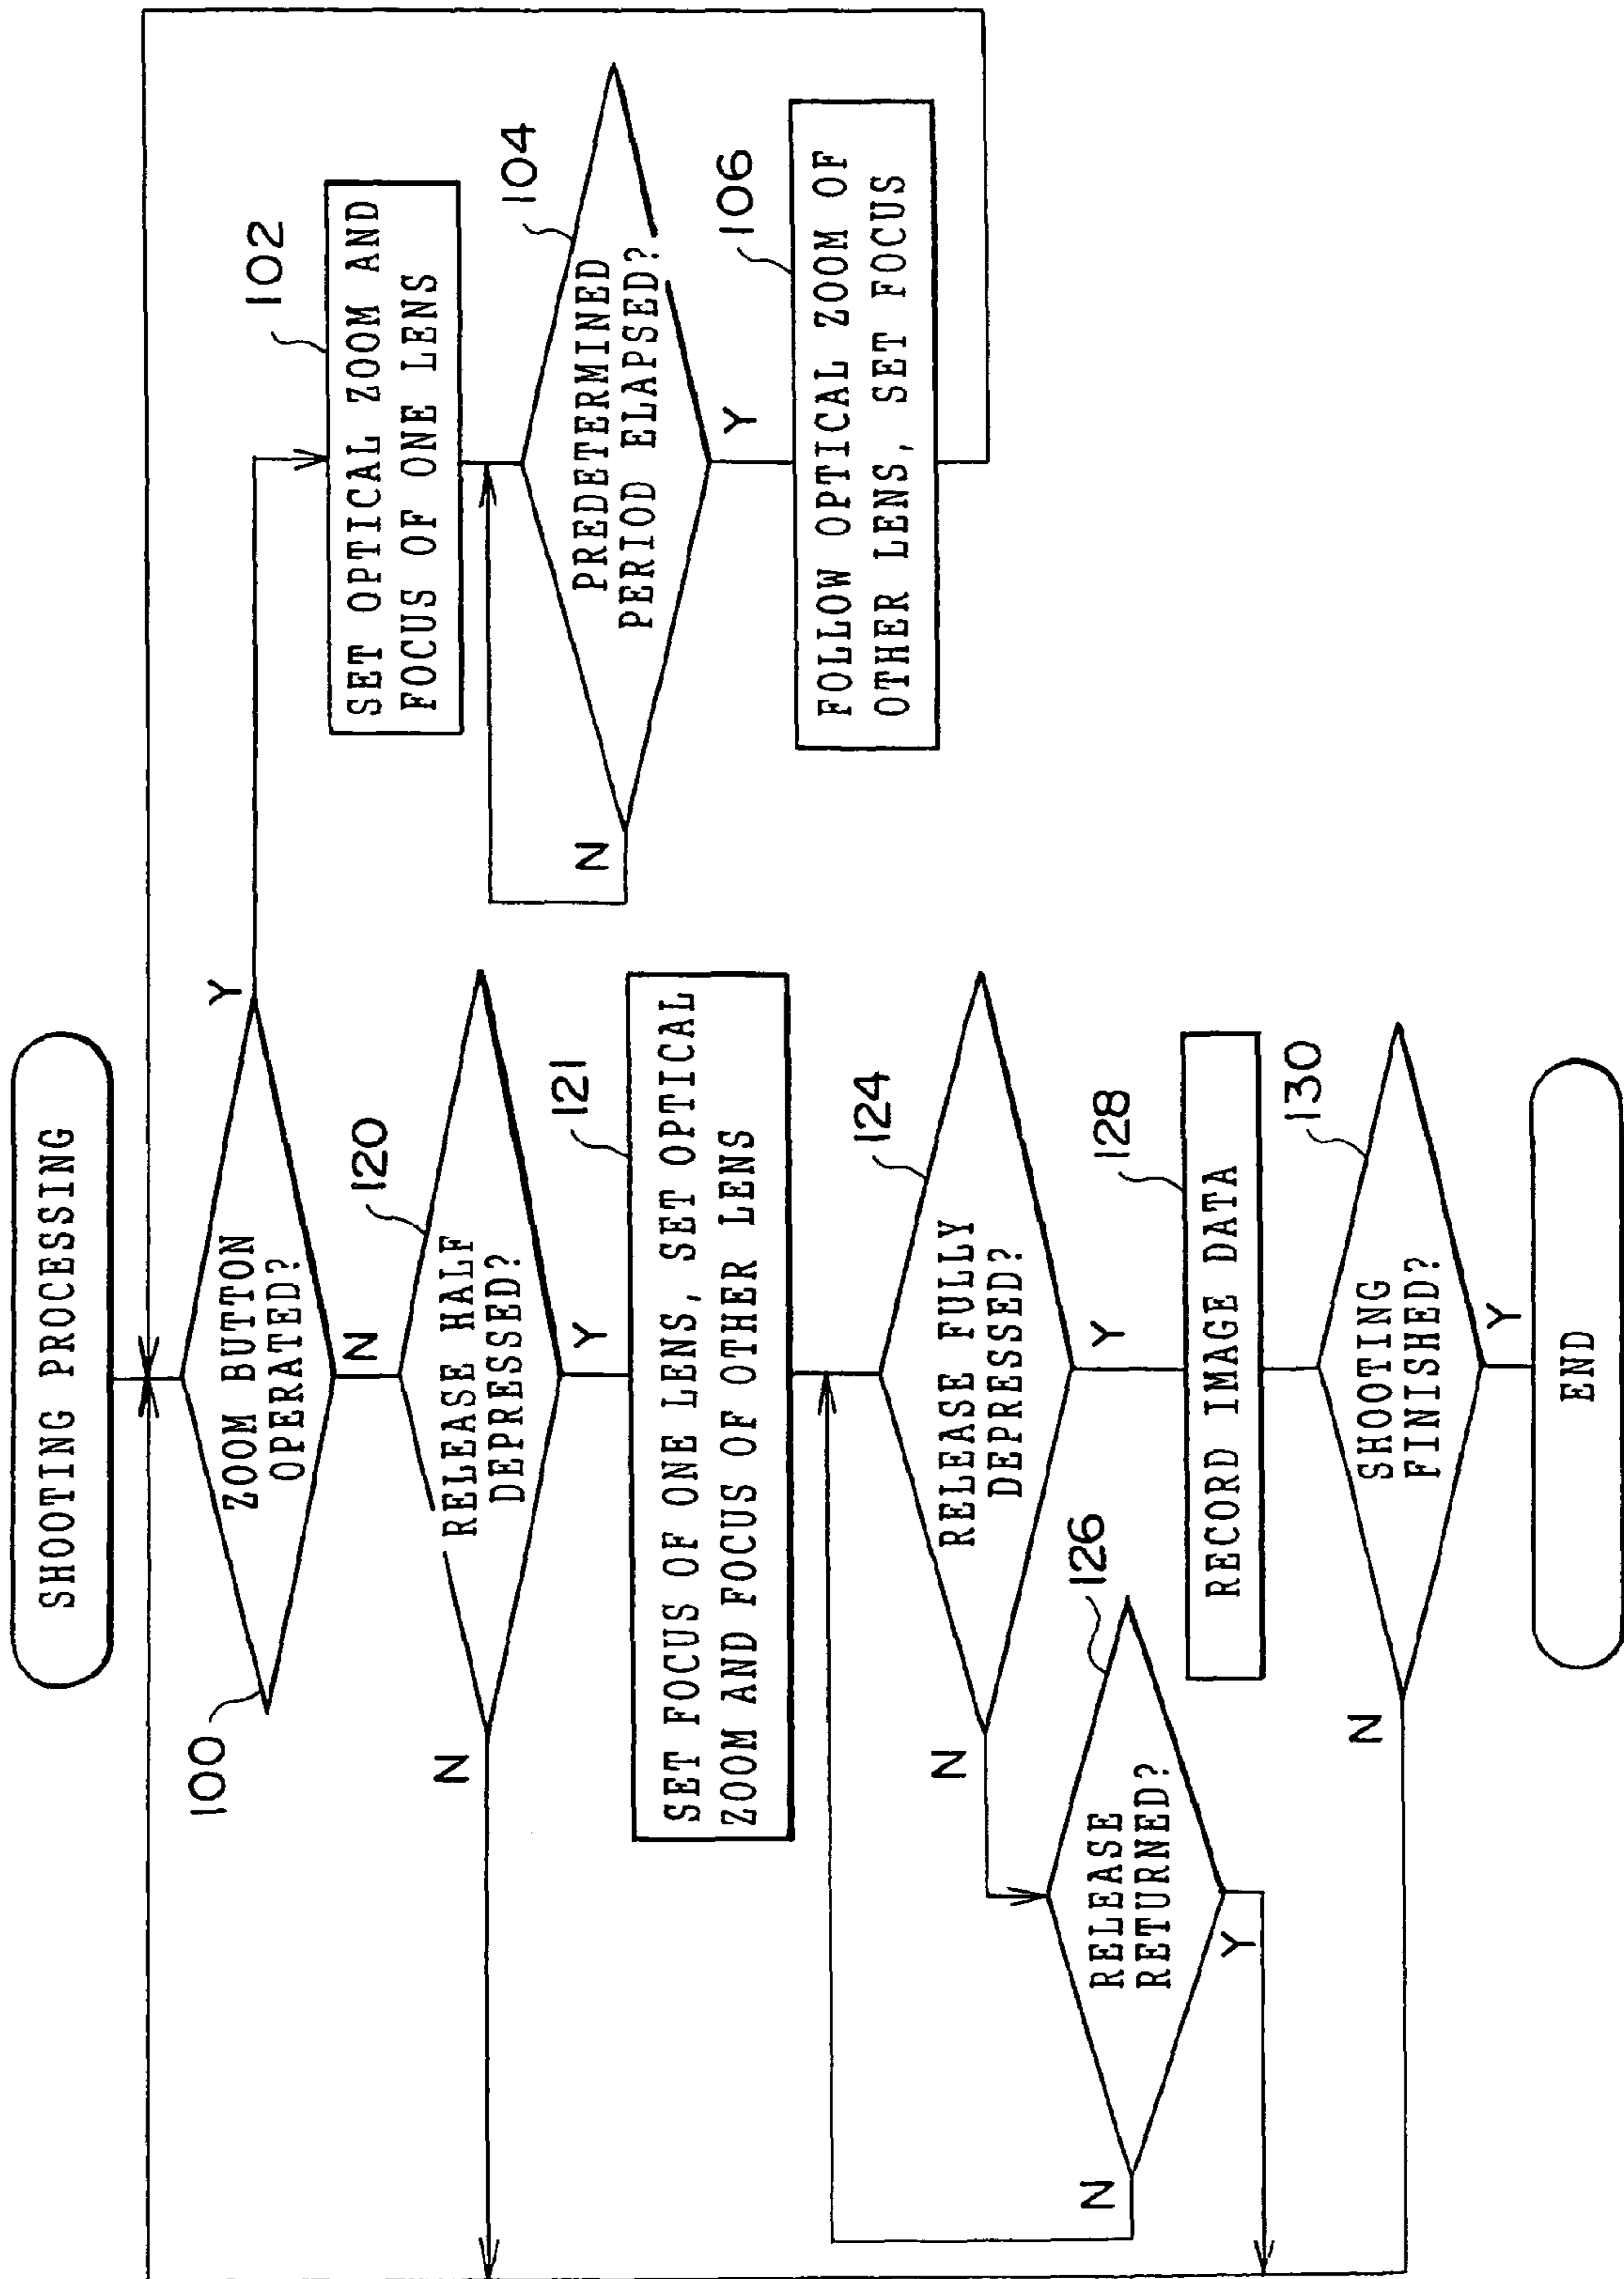 SHOOTING PROCESSING
100
ZOOM BUTTON
OPERATED?
Y
N
102
SET OPTICAL ZOOM AND
FOCUS OF ONE LENS
104
PREDETERMINED
PERIOD ELAPSED?
N
Y
106
FOLLOW OPTICAL ZOOM OF
OTHER LENS, SET FOCUS
120
RELEASE HALF
DEPRESSED?
N
Y
121
SET FOCUS OF ONE LENS, SET OPTICAL
ZOOM AND FOCUS OF OTHER LENS
124
RELEASE FULLY
DEPRESSED?
N
Y
126
RELEASE
RETURNED?
N
Y
128
RECORD IMAGE DATA
130
SHOOTING
FINISHED?
N
Y
END